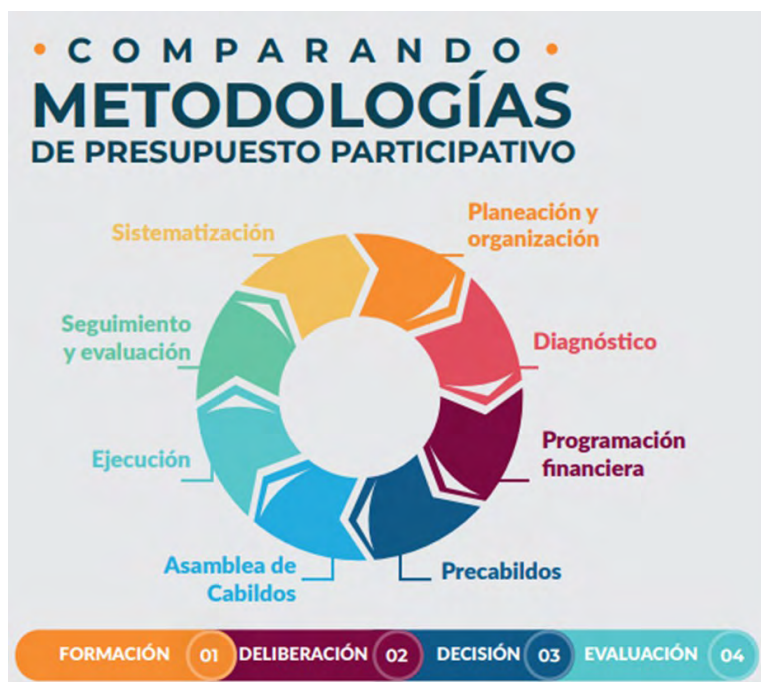 • COMPARANDO •
METODOLOGÍAS
DE PRESUPUESTO PARTICIPATIVO
Planeación y
organización
Diagnóstico
Programación
financiera
Precabildos
Asamblea de
Cabildos
Ejecución
Seguimiento
y evaluación
Sistematización
FORMACIÓN 01 DELIBERACIÓN 02 DECISIÓN 03 EVALUACIÓN 04